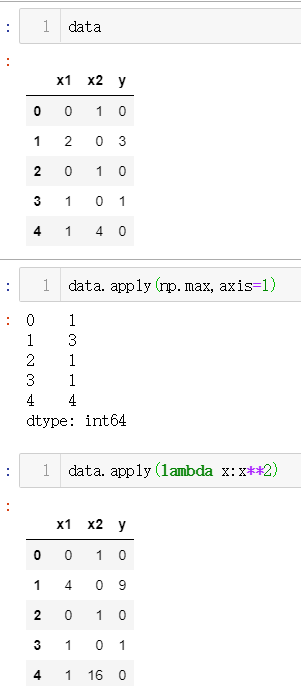 : 1 data
:
x1 x2 y
0 0 1 0
1 2 0 3
2 0 1 0
3 1 0 1
4 1 4 0
: 1 data.apply(np.max,axis=1)
: 0 1
1 3
2 1
3 1
4 4
dtype: int64
: 1 data.apply(lambda x:x**2)
:
x1 x2 y
0 0 1 0
1 4 0 9
2 0 1 0
3 1 0 1
4 1 16 0